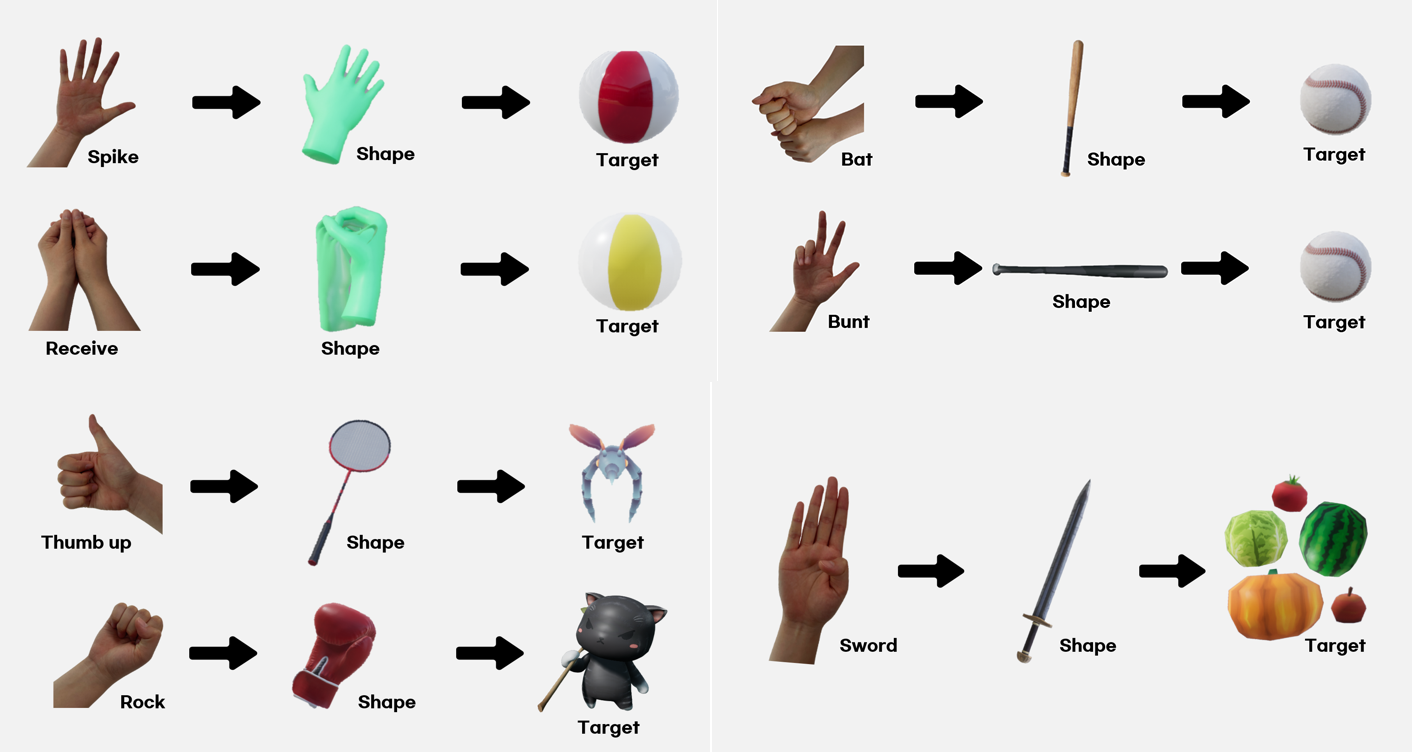 Spike
Shape
Target
Receive
Shape
Target
Bat
Shape
Target
Bunt
Shape
Target
Thumb up
Shape
Target
Rock
Shape
Target
Sword
Shape
Target